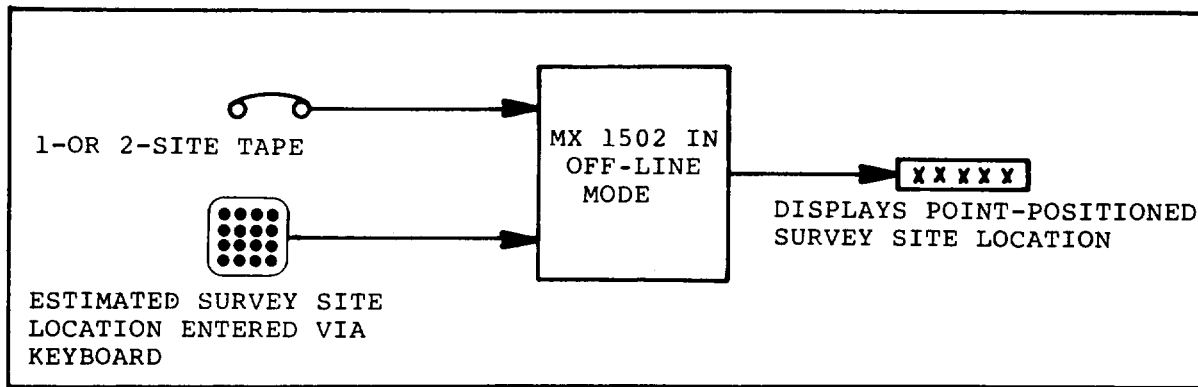 1-OR 2-SITE TAPE
MX 1502 IN
OFF-LINE
MODE
X X X X X
DISPLAYS POINT-POSITIONED
SURVEY SITE LOCATION
ESTIMATED SURVEY SITE
LOCATION ENTERED VIA
KEYBOARD